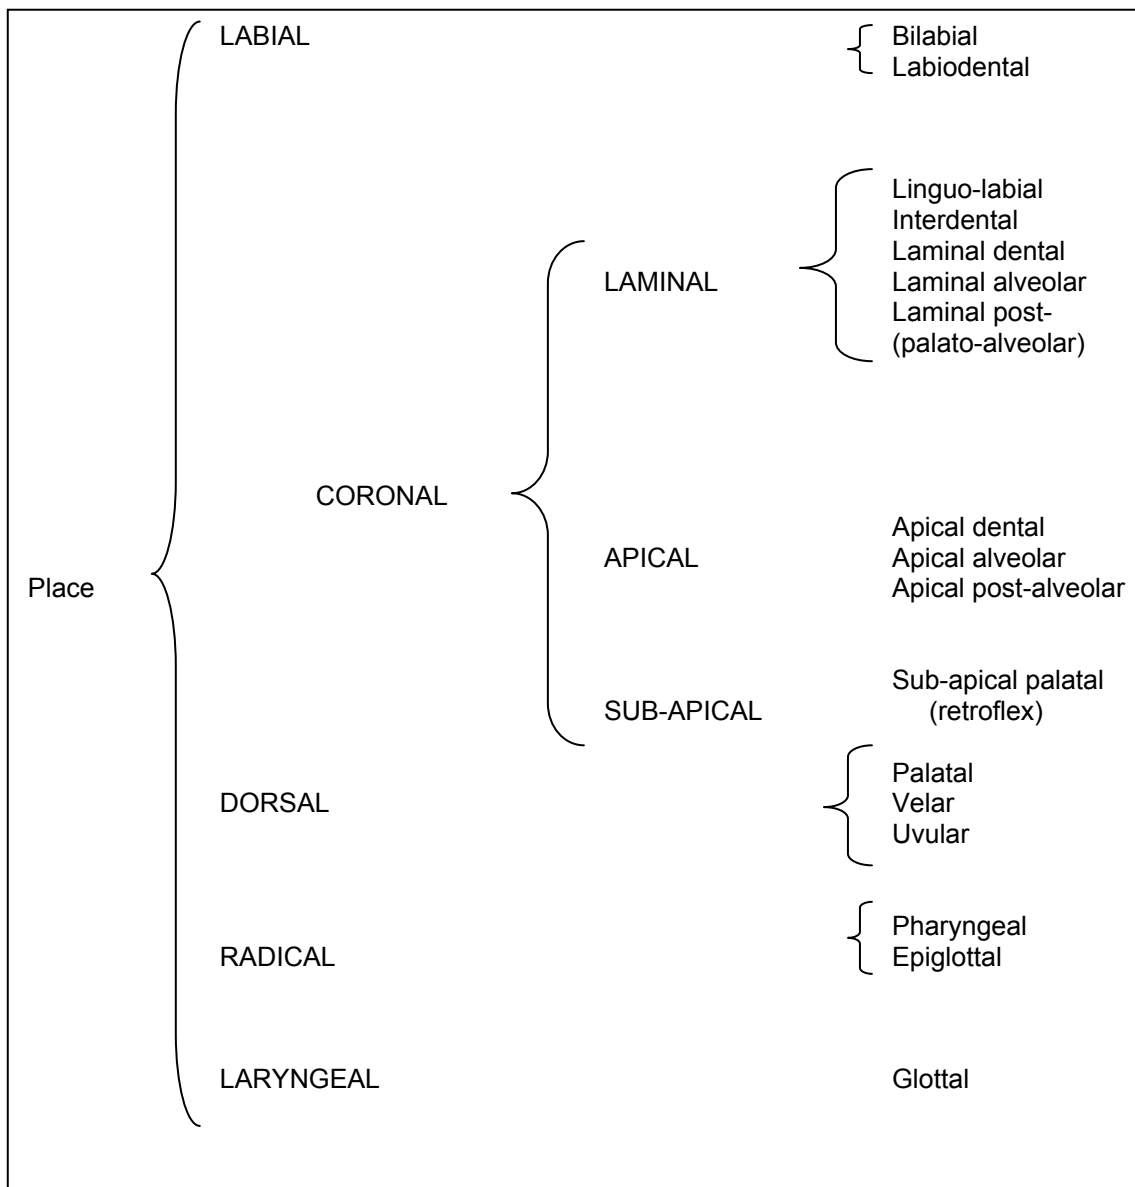 LABIAL
Bilabial
Labiodental
Linguo-labial
Interdental
Laminal dental
LAMINAL
Laminal alveolar
Laminal post-
(palato-alveolar)
CORONAL
Apical dental
APICAL
Apical alveolar
Place
Apical post-alveolar
Sub-apical palatal
SUB-APICAL
(retroflex)
Palatal
DORSAL
Velar
Uvular
Pharyngeal
RADICAL
Epiglottal
LARYNGEAL
Glottal